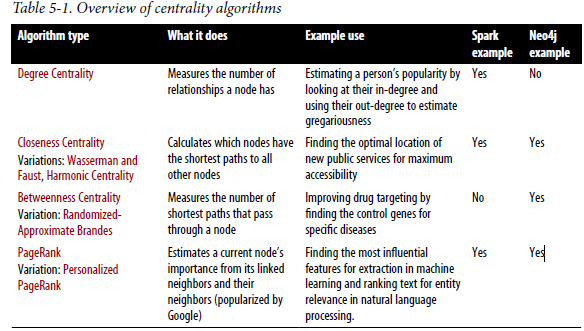 Table 5-1. Overview of centrality algorithms
Algorithm type What it does Example use Spark example Neo4j example
Degree Centrality Measures the number of Estimating a person's popularity by Yes No
relationships a node has looking at their in-degree and
using their out-degree to estimate
gregariousness
Closeness Centrality Calculates which nodes have Finding the optimal location of Yes Yes
Variations: Wasserman and the shortest paths to all new public services for maximum
Faust, Harmonic Centrality other nodes accessibility
Betweenness Centrality Measures the number of Improving drug targeting by No Yes
Variation: Randomized- shortest paths that pass finding the control genes for
Approximate Brandes through a node specific diseases
PageRank Estimates a current node's Finding the most influential Yes Yes
Variation: Personalized importance from its linked features for extraction in machine
PageRank neighbors and their learning and ranking text for entity
neighbors (popularized by relevance in natural language
Google) processing.